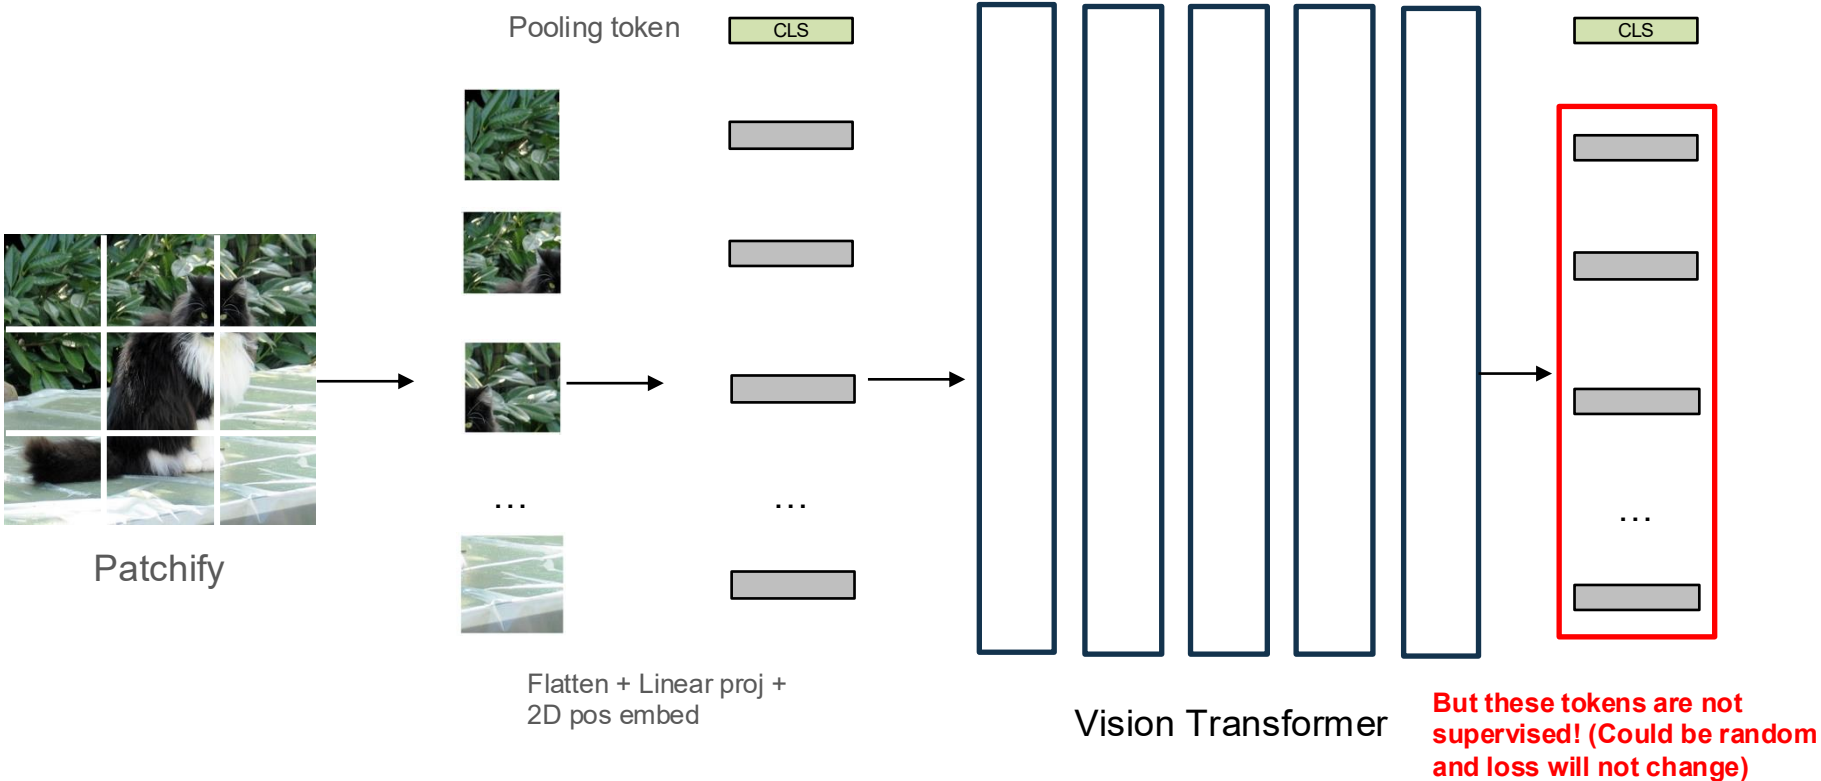 Pooling token
CLS
CLS
...
...
...
Patchify
Flatten + Linear proj +
2D pos embed
Vision Transformer
But these tokens are not
supervised! (Could be random
and loss will not change)